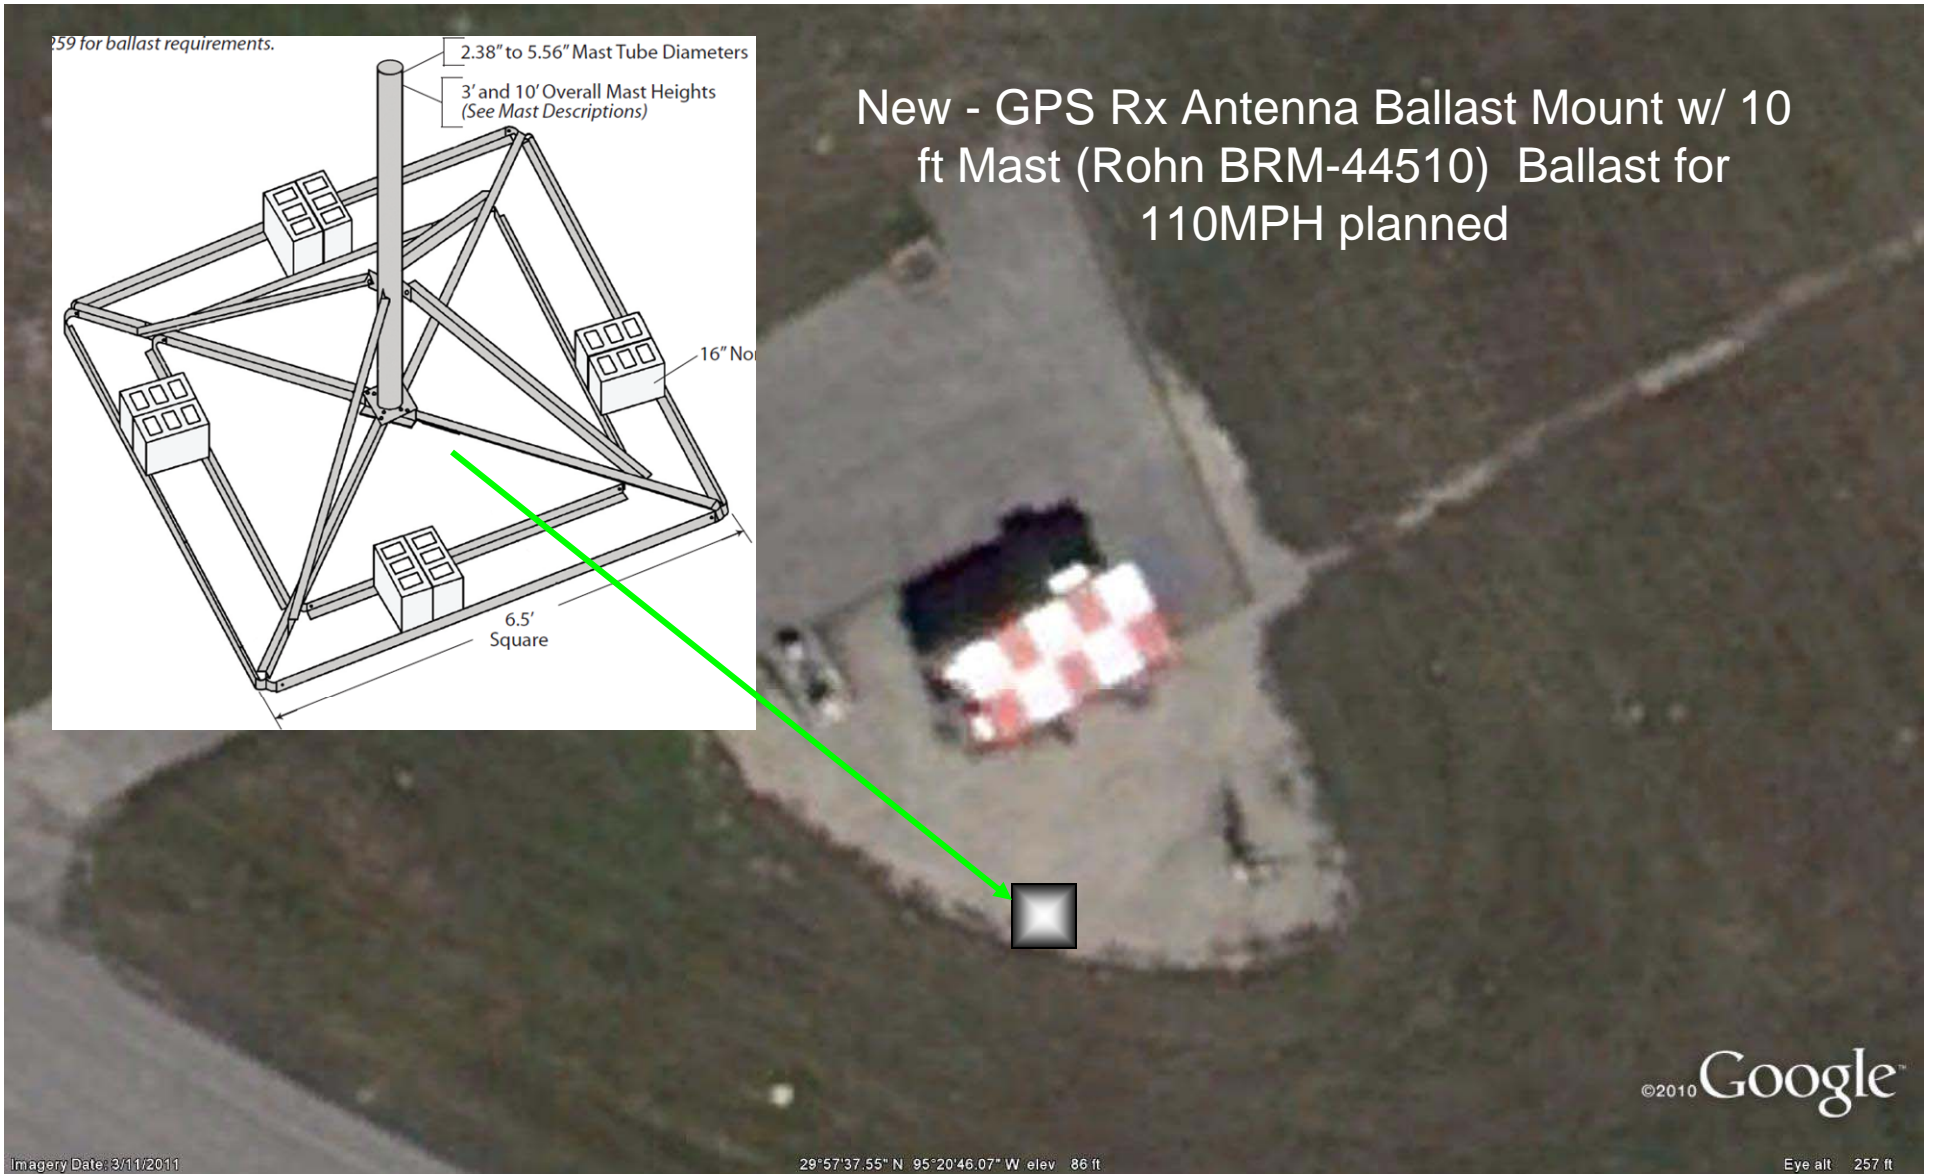 259 for ballast requirements.
2.38" to 5.56" Mast Tube Diameters
3' and 10' Overall Mast Heights
(See Mast Descriptions)
16" No
6.5'
Square
New - GPS Rx Antenna Ballast Mount w/ 10
ft Mast (Rohn BRM-44510) Ballast for
110MPH planned
©2010 Google™
Imagery Date: 3/11/2011
29°57'37.55" N 95°20'46.07" W elev 86 ft
Eye alt 257 ft